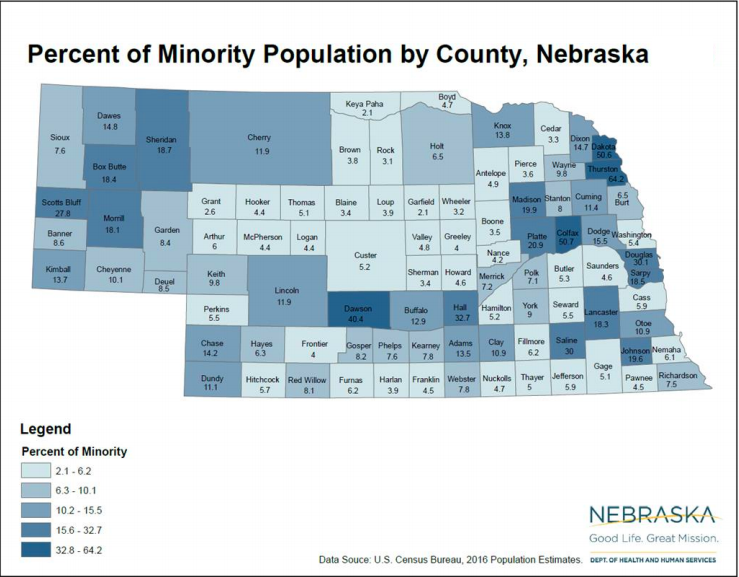 Percent of Minority Population by County, Nebraska
Sioux
7.6
Dawes
14.8
Sheridan
18.7
Box Butte
18.4
Scotts Bluff
27.8
Banner
8.6
Kimball
13.7
Morrill
18.1
Cheyenne
10.1
Garden
8.4
Deuel
8.5
Cherry
11.9
Grant
2.6
Hooker
4.4
Thomas
5.1
Arthur
6
McPherson
4.4
Logan
4.4
Keith
9.8
Perkins
5.5
Lincoln
11.9
Chase
14.2
Hayes
6.3
Frontier
4
Dundy
11.1
Hitchcock
5.7
Red Willow
8.1
Keya Paha
2.1
Boyd
4.7
Brown
3.8
Rock
3.1
Holt
6.5
Blaine
3.4
Loup
3.9
Garfield
2.1
Wheeler
3.2
Custer
5.2
Valley
4.8
Greeley
4
Sherman
3.4
Howard
4.6
Dawson
40.4
Buffalo
12.9
Hall
32.7
Gosper
8.2
Phelps
7.6
Kearney
7.8
Adams
13.5
Furnas
6.2
Harlan
3.9
Franklin
4.5
Webster
7.8
Knox
13.8
Cedar
3.3
Dixon
14.7
Dakota
50.6
Antelope
4.9
Pierce
3.6
Wayne
9.8
Thurston
64.2
Madison
19.9
Stanton
8
Cuming
11.4
6.5
Burt
Boone
3.5
Platte
20.9
Colfax
50.7
Dodge
15.5
Washington
5.4
Nance
4.2
Merrick
7.2
Polk
7.1
Butler
5.3
Saunders
4.6
Douglas
30.1
Sarpy
18.5
Hamilton
5.2
York
9
Seward
5.5
Lancaster
18.3
Cass
5.9
Otoe
10.9
Clay
10.9
Fillmore
6.2
Saline
30
Johnson
19.6
Nemaha
6.1
Nuckolls
4.7
Thayer
5
Jefferson
5.9
Gage
5.1
Pawnee
4.5
Richardson
7.5
Legend
Percent of Minority
2.1 - 6.2
6.3 - 10.1
10.2 - 15.5
15.6 - 32.7
32.8 - 64.2
NEBRASKA
Good Life. Great Mission.
DEPT. OF HEALTH AND HUMAN SERVICES
Data Souce: U.S. Census Bureau, 2016 Population Estimates.